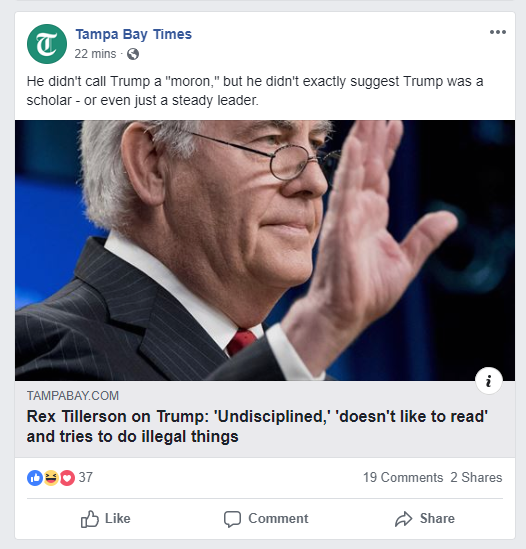 Tampa Bay Times
22 mins ·
He didn't call Trump a "moron," but he didn't exactly suggest Trump was a
scholar - or even just a steady leader.
i
TAMPABAY.COM
Rex Tillerson on Trump: 'Undisciplined,' 'doesn't like to read'
and tries to do illegal things
37 19 Comments 2 Shares
Like Comment Share